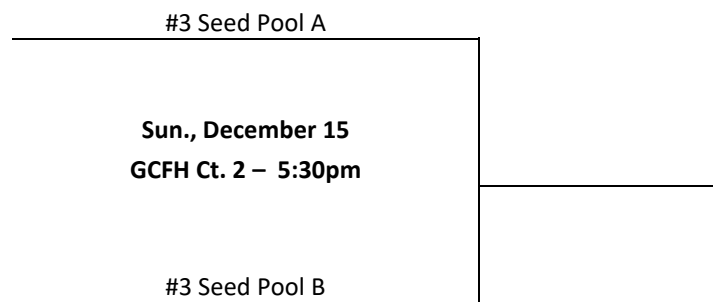 #3 Seed Pool A
Sun., December 15
GCFH Ct. 2 – 5:30pm
#3 Seed Pool B